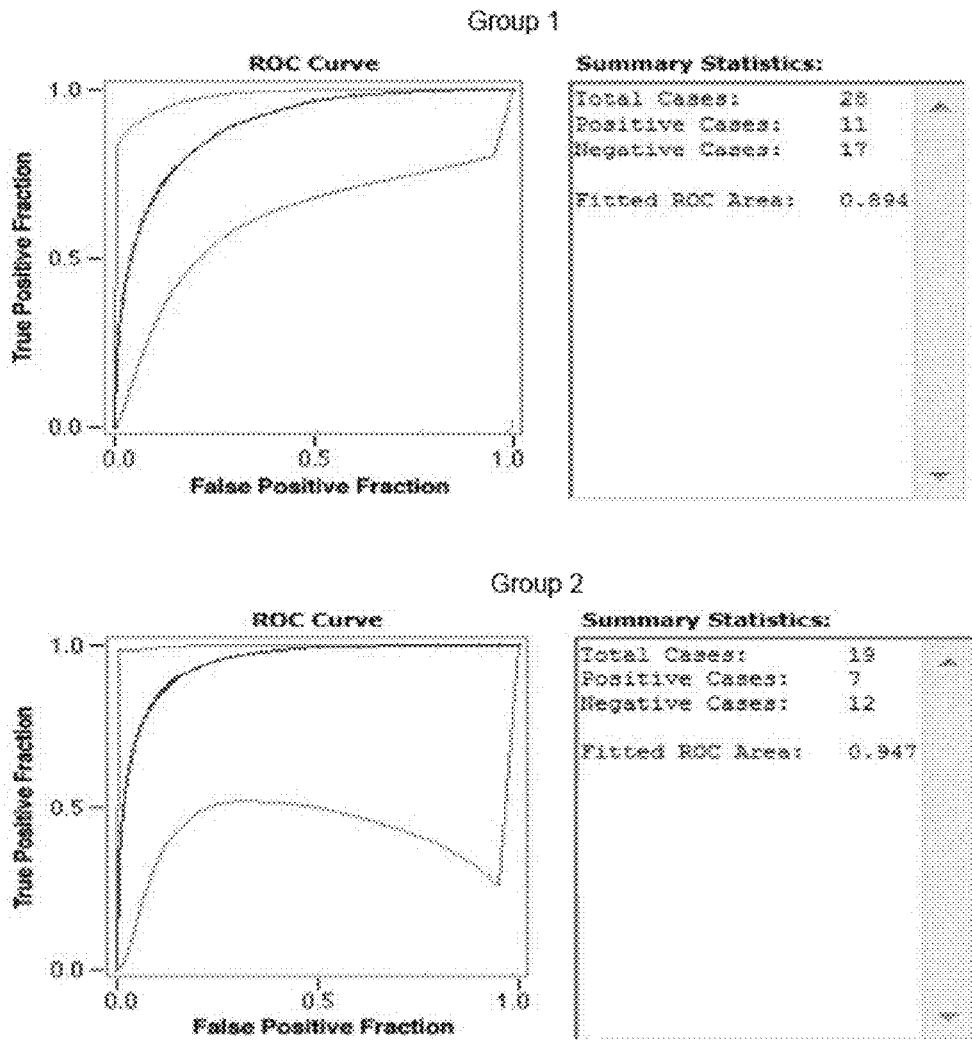 Group 1
ROC Curve
Summary Statistics:
1.0
0.5
0.0
True Positive Fraction
0.0 0.5 1.0
False Positive Fraction
Total Cases: 28
Positive Cases: 11
Negative Cases: 17
Fitted ROC Area: 0.894
Group 2
ROC Curve
Summary Statistics:
1.0
0.5
0.0
True Positive Fraction
0.0 0.5 1.0
False Positive Fraction
Total Cases: 19
Positive Cases: 7
Negative Cases: 12
Fitted ROC Area: 0.947